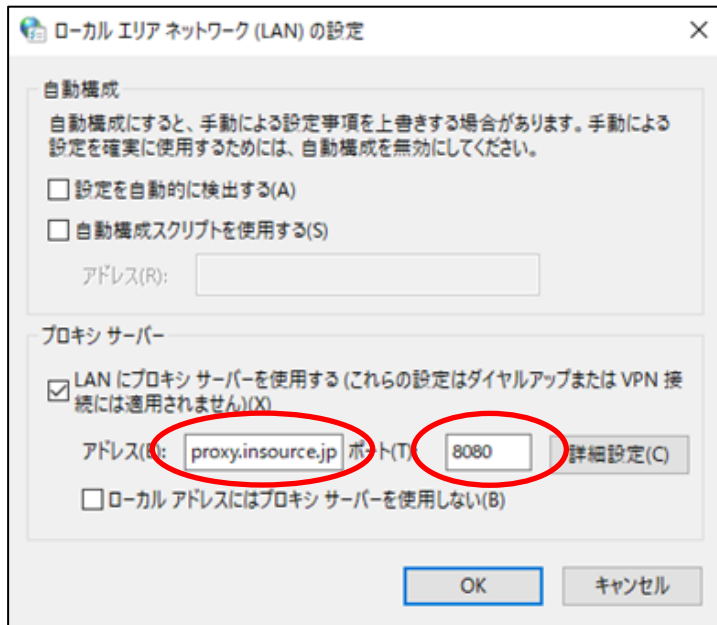 ローカル エリア ネットワーク (LAN) の設定
自動構成
自動構成にすると、手動による設定事項を上書きする場合があります。手動による
設定を確実に使用するためには、自動構成を無効にしてください。
設定を自動的に検出する(A)
自動構成スクリプトを使用する(S)
アドレス(R):
プロキシ サーバー
LAN にプロキシ サーバーを使用する (これらの設定はダイヤルアップまたは VPN 接
続には適用されません)(X)
アドレス(E): proxy.insource.jp ポート(T): 8080 詳細設定(C)
ローカル アドレスにはプロキシ サーバーを使用しない(B)
OK キャンセル